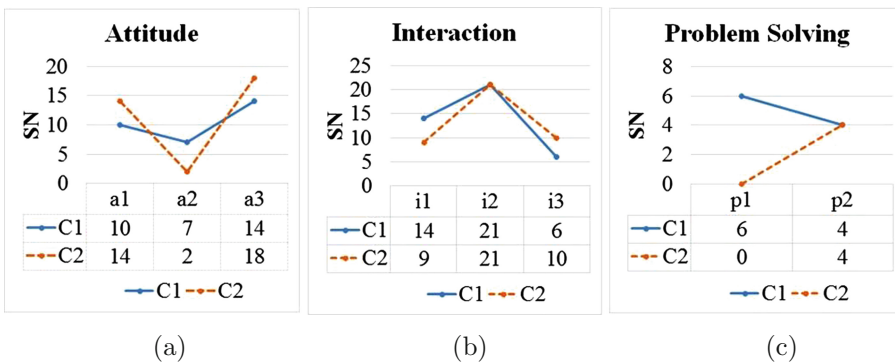 Attitude
SN
20
15
10
5
0
a1 a2 a3
C1 10 7 14
C2 14 2 18
C1 C2
(a)
Interaction
SN
25
20
15
10
5
0
i1 i2 i3
C1 14 21 6
C2 9 21 10
C1 C2
(b)
Problem Solving
SN
8
6
4
2
0
p1 p2
C1 6 4
C2 0 4
C1 C2
(c)